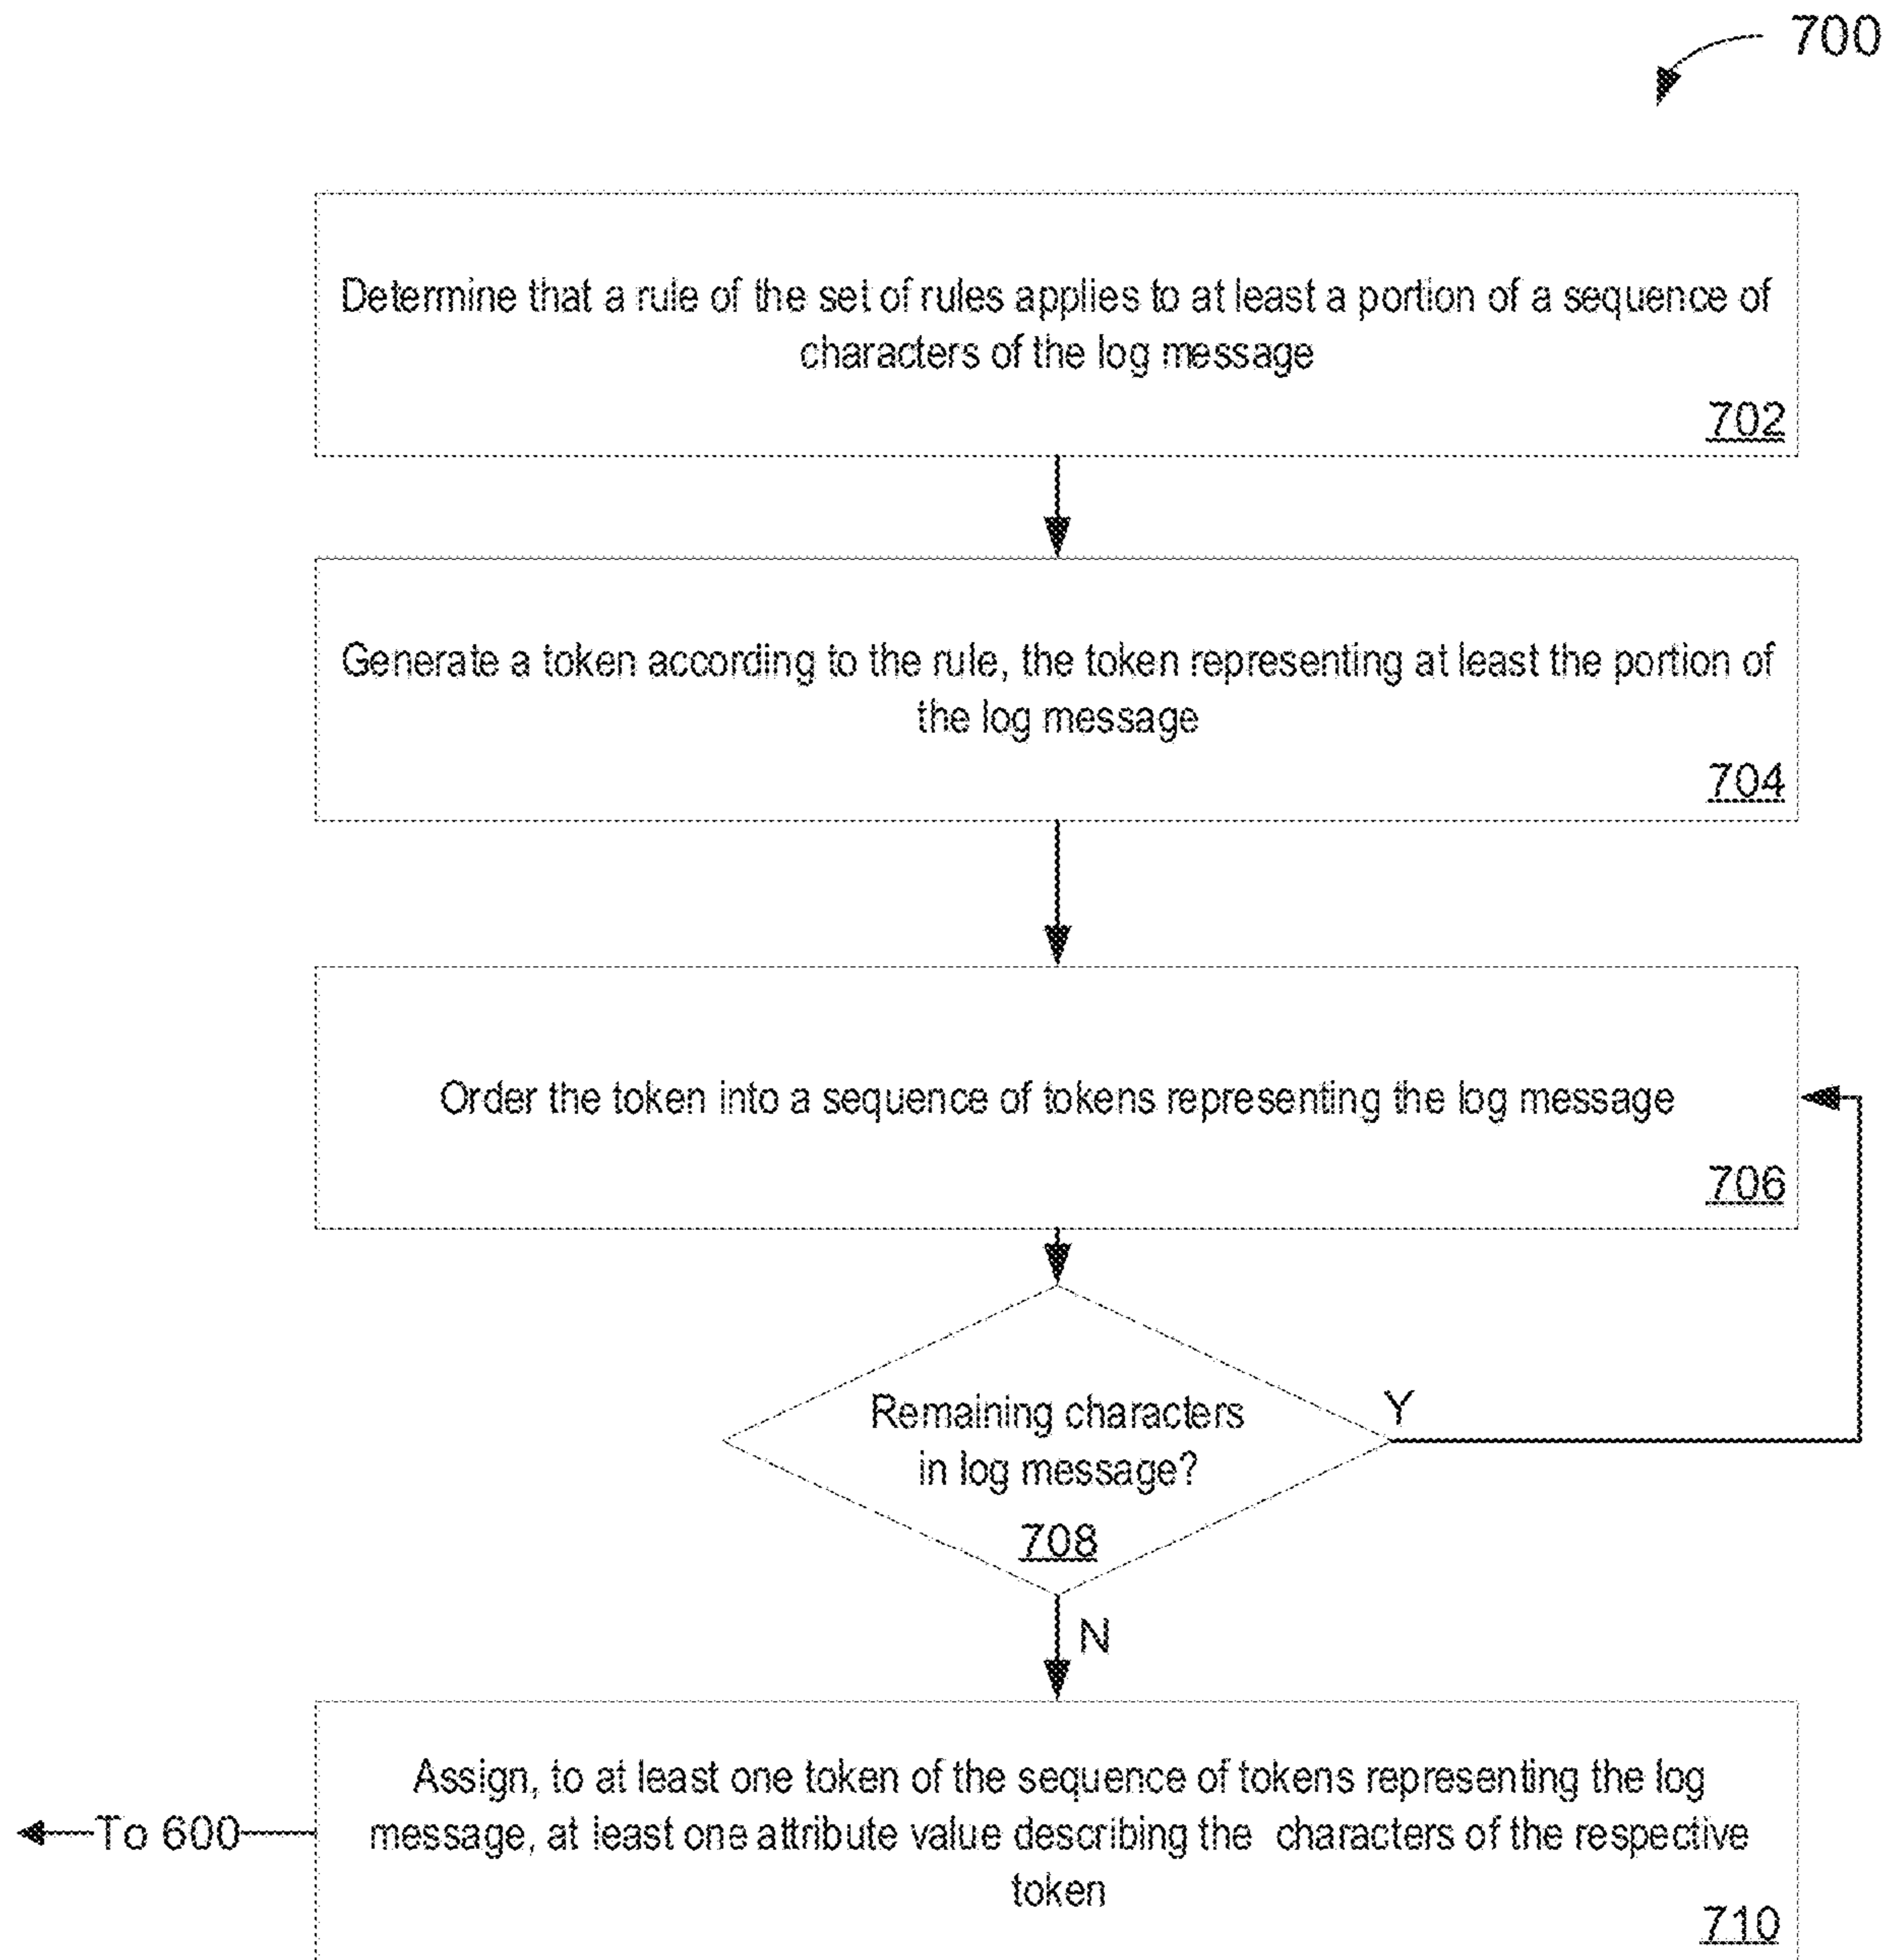 700
Determine that a rule of the set of rules applies to at least a portion of a sequence of
characters of the log message
702
Generate a token according to the rule, the token representing at least the portion of
the log message
704
Order the token into a sequence of tokens representing the log message
706
Remaining characters
in log message?
708
Y
N
Assign, to at least one token of the sequence of tokens representing the log
message, at least one attribute value describing the characters of the respective
token
710
To 600